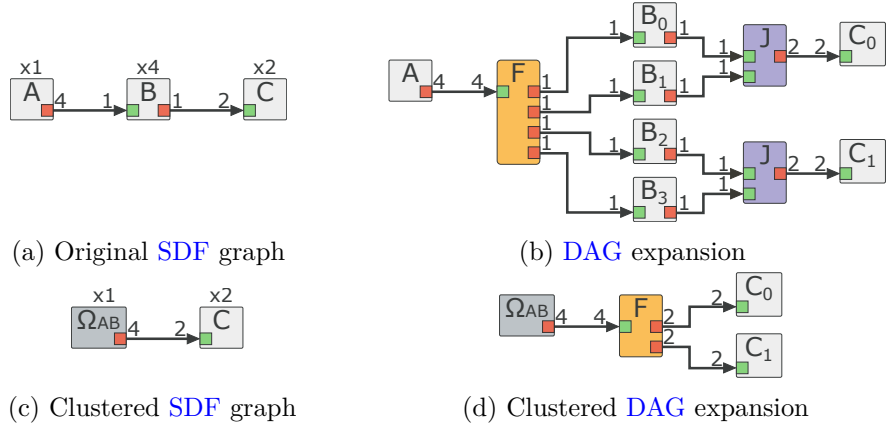 x1 x4 x2
A 4 1 B 1 2 C
(a) Original SDF graph
A 4 4 F 1 1 1 1
1 B0 1 1 J 2 2 C0
1 B1 1 1
1 B2 1 1 J 2 2 C1
1 B3 1 1
(b) DAG expansion
x1 x2
ΩAB 4 2 C
(c) Clustered SDF graph
ΩAB 4 4 F 2 2 C0
2 2 C1
(d) Clustered DAG expansion